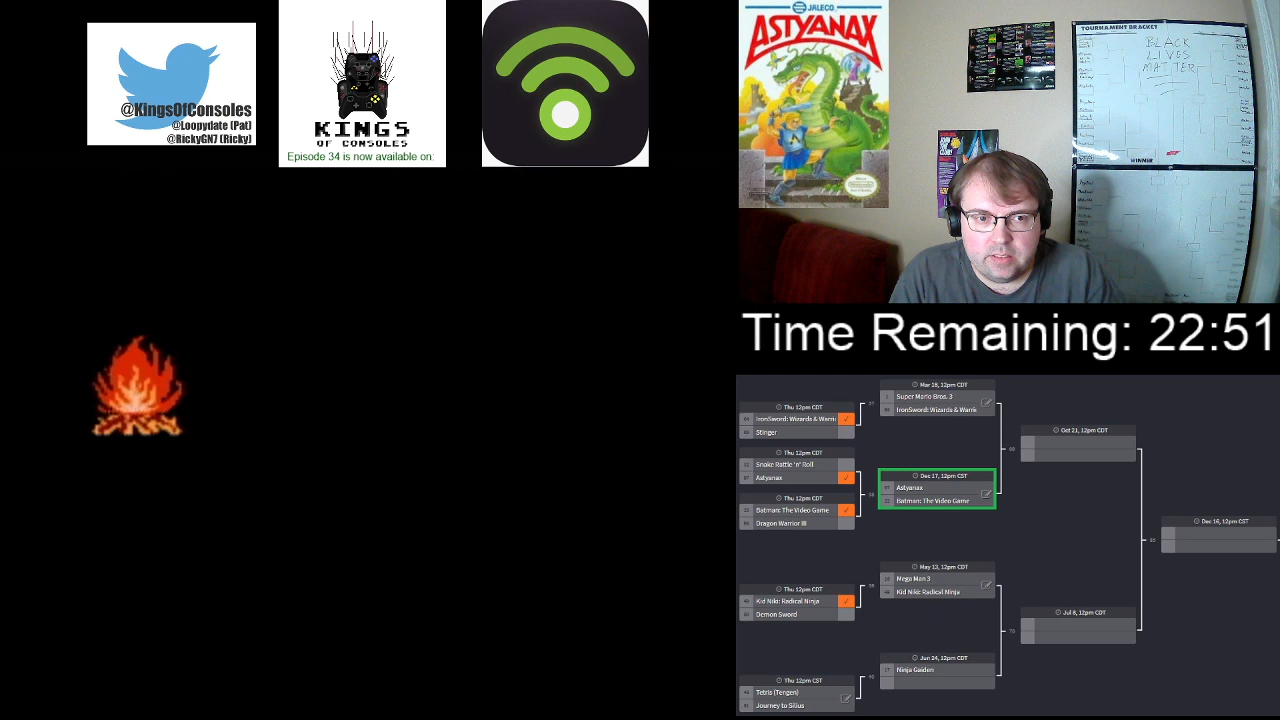 @KingsOfConsoles
@Loopydate (Pat)
@RickyGN7 (Ricky)
KINGS
OF CONSOLES
Episode 34 is now available on:
JALECO
ASTYANAX
TOURNAMENT BRACKET
BLACK
LIVES
MATTER
WINNER
Time Remaining: 22:51
Mar 18, 12pm CDT
Super Mario Bros. 3
IronSword: Wizards & Warri
Thu 12pm CDT
IronSword: Wizards & Warri
Stinger
Thu 12pm CDT
Snake Rattle 'n' Roll
Astyanax
Thu 12pm CDT
Batman: The Video Game
Dragon Warrior III
Dec 17, 12pm CST
Astyanax
Batman: The Video Game
Oct 21, 12pm CDT
Dec 16, 12pm CST
May 13, 12pm CDT
Mega Man 3
Kid Niki: Radical Ninja
Thu 12pm CDT
Kid Niki: Radical Ninja
Demon Sword
Jul 8, 12pm CDT
Jun 24, 12pm CDT
Ninja Gaiden
Thu 12pm CST
Tetris (Tengen)
Journey to Silius